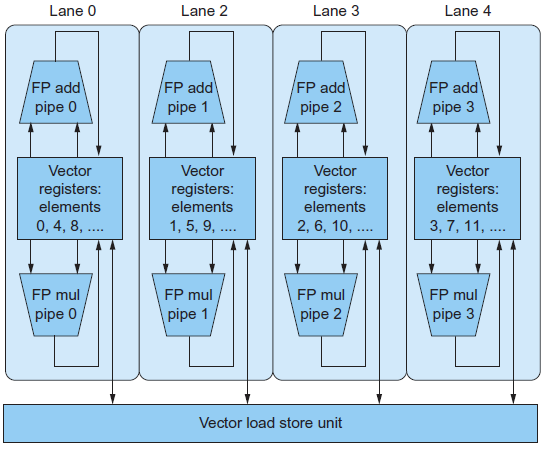 Lane 0 Lane 2 Lane 3 Lane 4
FP add
pipe 0
FP add
pipe 1
FP add
pipe 2
FP add
pipe 3
Vector
registers:
elements
0, 4, 8, ....
Vector
registers:
elements
1, 5, 9, ....
Vector
registers:
elements
2, 6, 10, ....
Vector
registers:
elements
3, 7, 11, ....
FP mul
pipe 0
FP mul
pipe 1
FP mul
pipe 2
FP mul
pipe 3
Vector load store unit